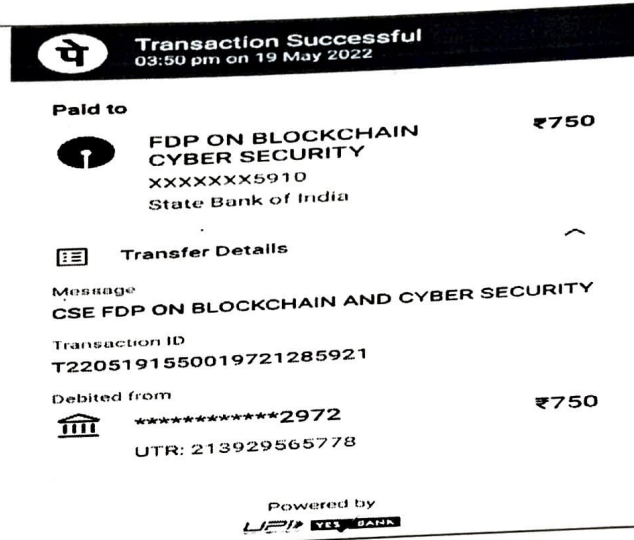 पे
Transaction Successful
03:50 pm on 19 May 2022
Paid to
FDP ON BLOCKCHAIN
CYBER SECURITY
₹750
XXXXXXX5910
State Bank of India
Transfer Details
Message
CSE FDP ON BLOCKCHAIN AND CYBER SECURITY
Transaction ID
T2205191550019721285921
Debited from
************2972
₹750
UTR: 213929565778
Powered by
UPI YES BANK